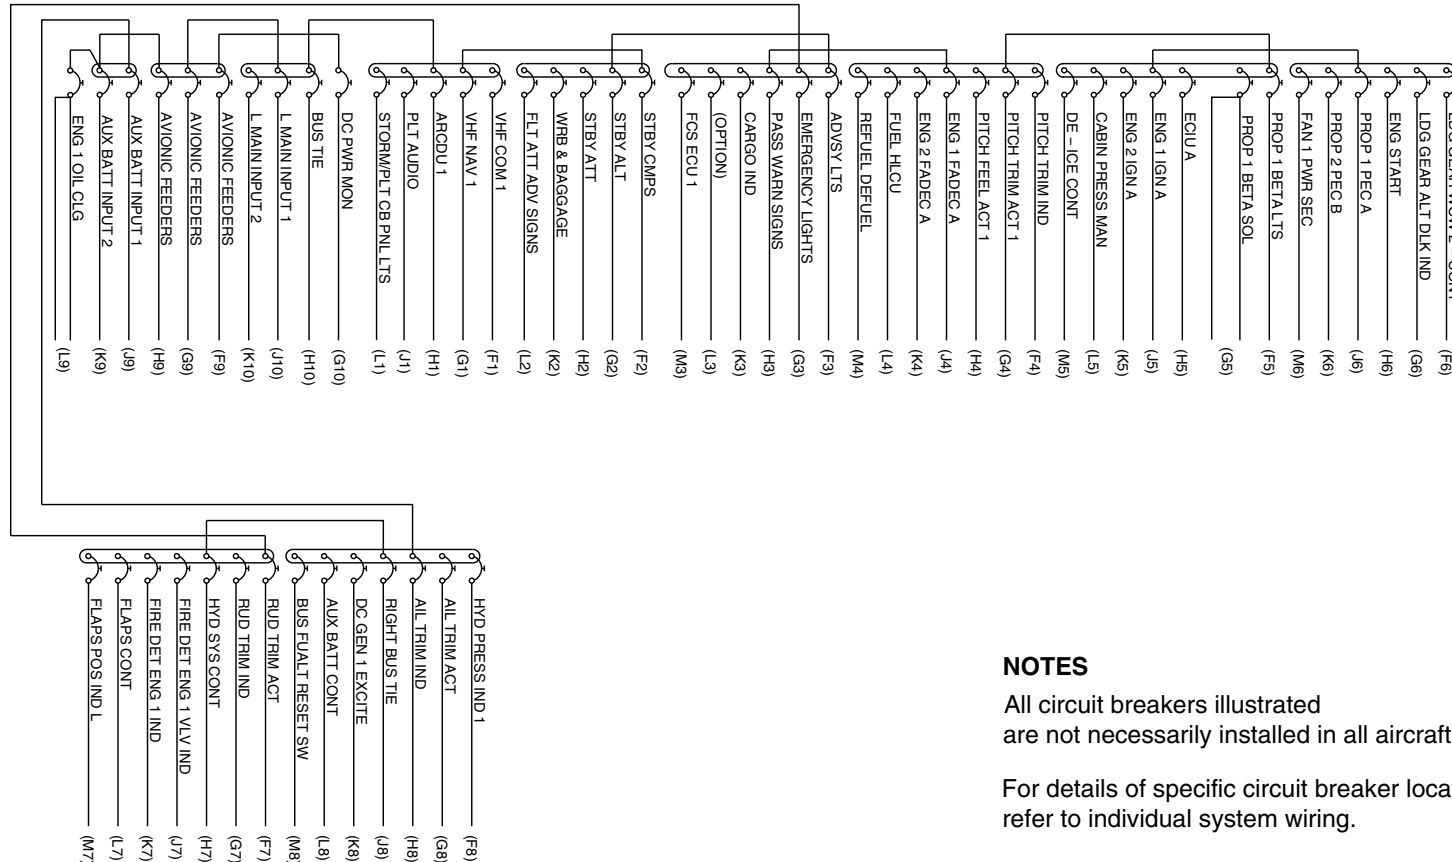 ENG 1 OIL CLG
AUX BATT INPUT 2
AUX BATT INPUT 1
AVIONIC FEEDERS
AVIONIC FEEDERS
AVIONIC FEEDERS
L MAIN INPUT 2
L MAIN INPUT 1
BUS TIE
DC PWR MON
STORM/PLT CB PNL LTS
PLT AUDIO
ARCDU 1
VHF NAV 1
VHF COM 1
FLT ATT ADV SIGNS
WRB & BAGGAGE
STBY ATT
STBY ALT
STBY CMPS
FCS ECU 1
(OPTION)
CARGO IND
PASS WARN SIGNS
EMERGENCY LIGHTS
ADVSY LTS
REFUEL DEFUEL
FUEL HLCU
ENG 2 FADEC A
ENG 1 FADEC A
PITCH FEEL ACT 1
PITCH TRIM ACT 1
PITCH TRIM IND
DE – ICE CONT
CABIN PRESS MAN
ENG 2 IGN A
ENG 1 IGN A
ECIU A
PROP 1 BETA SOL
PROP 1 BETA LTS
FAN 1 PWR SEC
PROP 2 PEC B
PROP 1 PEC A
ENG START
LDG GEAR ALT DLK IND
(L9)
(K9)
(J9)
(H9)
(G9)
(F9)
(K10)
(J10)
(H10)
(G10)
(L1)
(J1)
(H1)
(G1)
(F1)
(L2)
(K2)
(H2)
(G2)
(F2)
(M3)
(L3)
(K3)
(H3)
(G3)
(F3)
(M4)
(L4)
(K4)
(J4)
(H4)
(G4)
(F4)
(M5)
(L5)
(K5)
(J5)
(H5)
(G5)
(F5)
(M6)
(K6)
(J6)
(H6)
(G6)
(F6)
FLAPS POS IND L
FLAPS CONT
FIRE DET ENG 1 IND
FIRE DET ENG 1 VLV IND
HYD SYS CONT
RUD TRIM IND
RUD TRIM ACT
BUS FUALT RESET SW
AUX BATT CONT
DC GEN 1 EXCITE
RIGHT BUS TIE
AIL TRIM IND
AIL TRIM ACT
HYD PRESS IND 1
(M7)
(L7)
(K7)
(J7)
(H7)
(G7)
(F7)
(M8)
(L8)
(K8)
(J8)
(H8)
(G8)
(F8)
NOTES
All circuit breakers illustrated
are not necessarily installed in all aircraft
For details of specific circuit breaker loca
refer to individual system wiring.